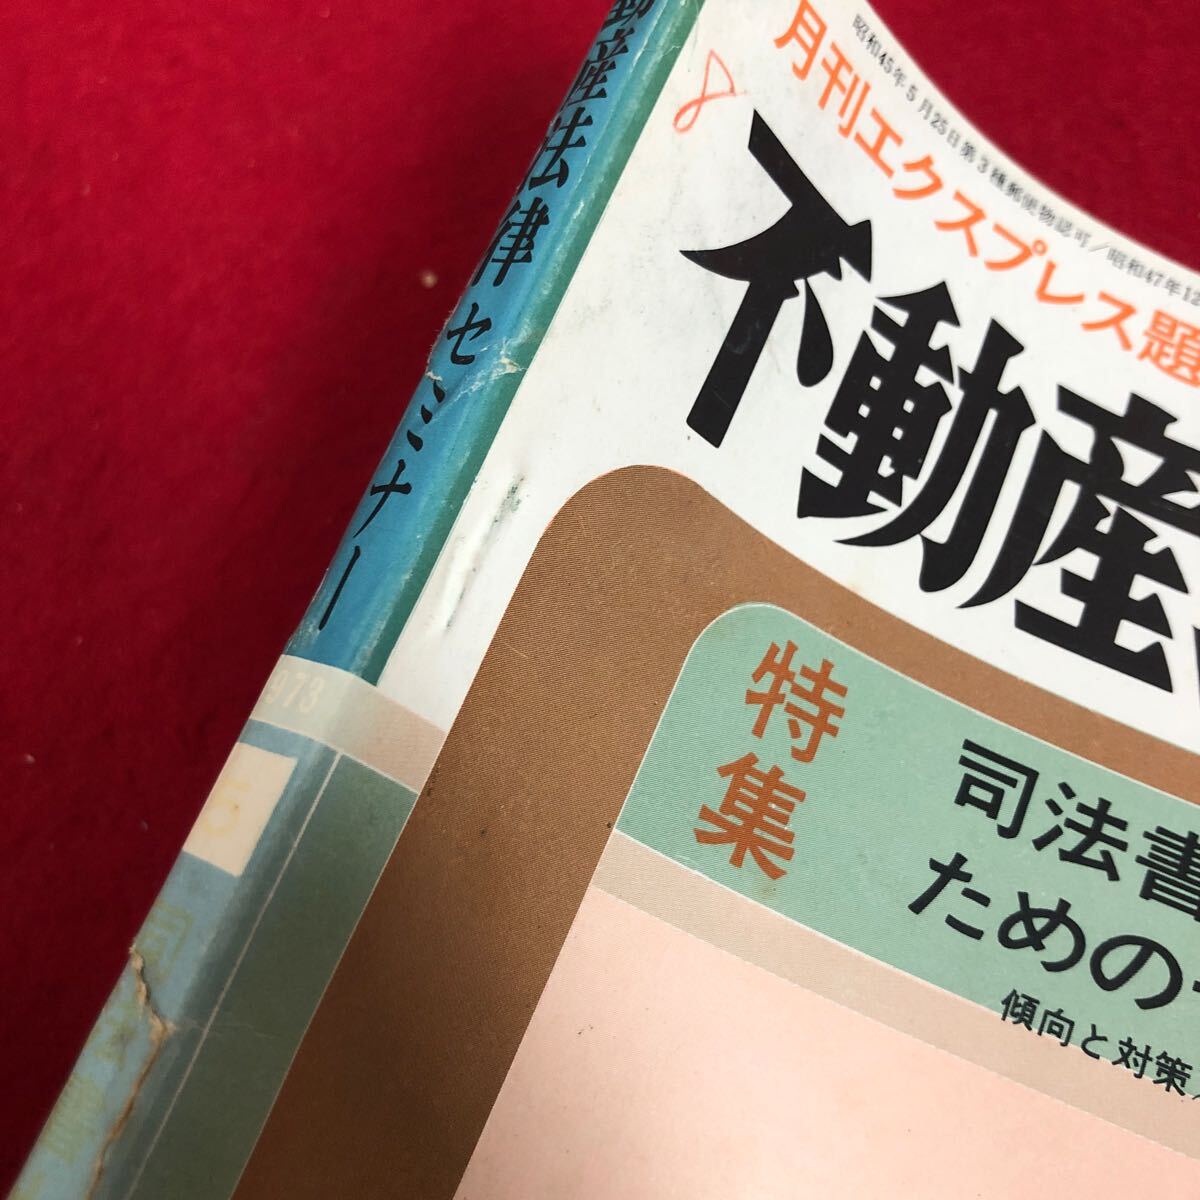 昭和45年5月25日第3種郵便物認可/昭和47年12
月刊エクスプレス題
8
不動産
特集
司法書
ための
傾向と対策
動産法律セミナー
1973
5
司